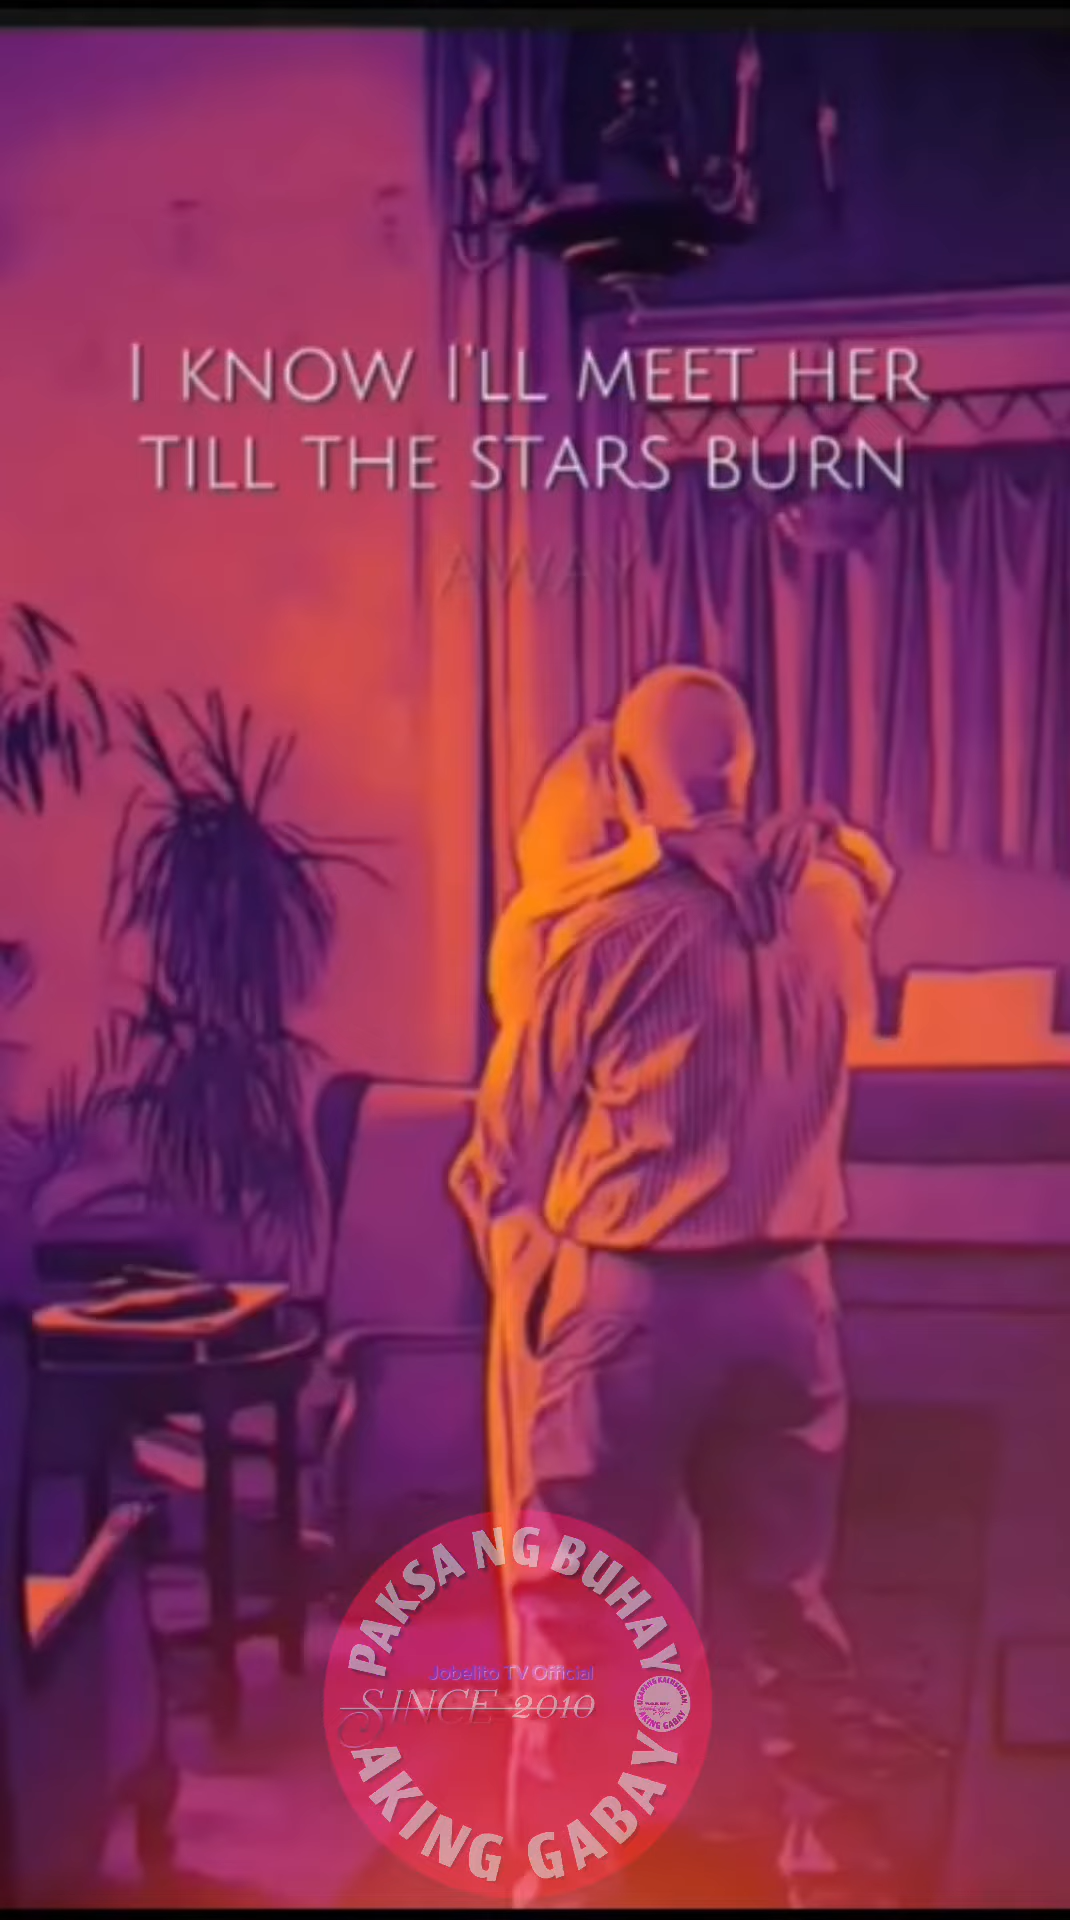 I KNOW I'LL MEET HER
TILL THE STARS BURN
AWAY
PAKSA NG BUHAY
Jobelito TV Official
SINCE 2010
AKING GABAY